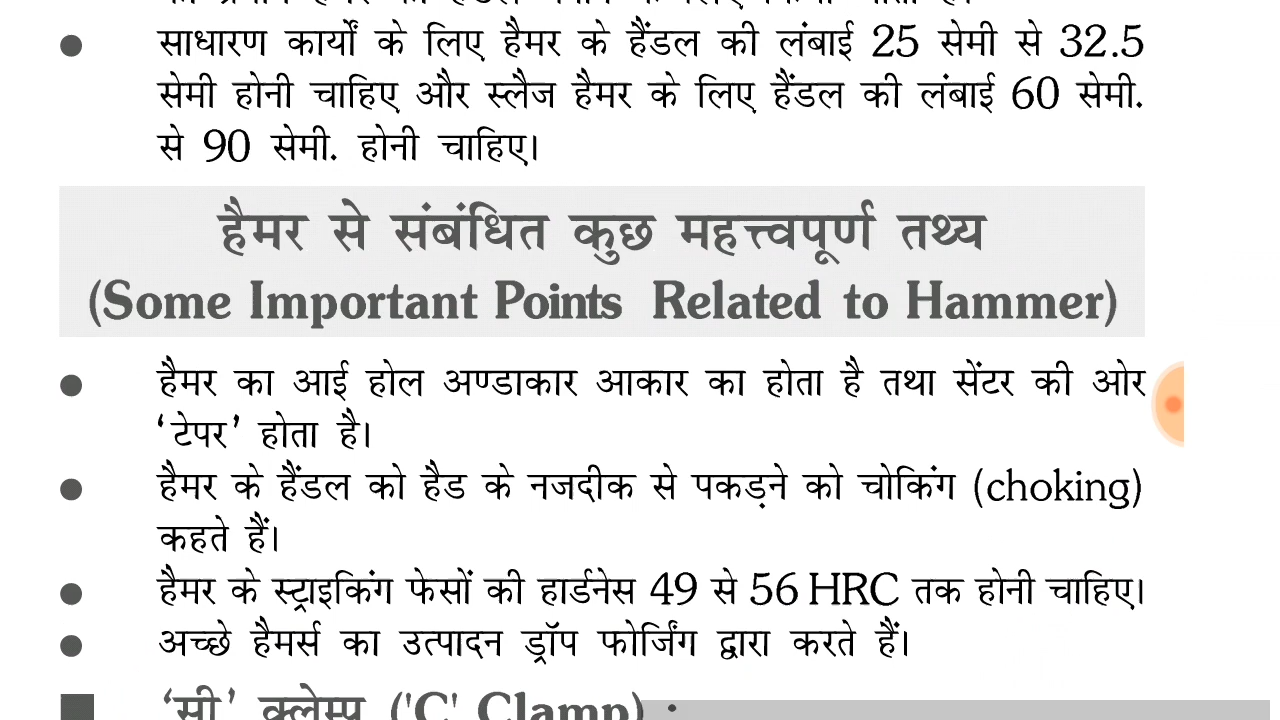 ● साधारण कार्यों के लिए हैमर के हैंडल की लंबाई 25 सेमी से 32.5
सेमी होनी चाहिए और स्लैज हैमर के लिए हैंडल की लंबाई 60 सेमी.
से 90 सेमी. होनी चाहिए।
हैमर से संबंधित कुछ महत्त्वपूर्ण तथ्य
(Some Important Points Related to Hammer)
● हैमर का आई होल अण्डाकार आकार का होता है तथा सेंटर की ओर
‘टेपर’ होता है।
● हैमर के हैंडल को हैड के नजदीक से पकड़ने को चोकिंग (choking)
कहते हैं।
● हैमर के स्ट्राइकिंग फेसों की हार्डनेस 49 से 56 HRC तक होनी चाहिए।
● अच्छे हैमर्स का उत्पादन ड्रॉप फोर्जिंग द्वारा करते हैं।
■ ‘सी’ क्लेम्प ('C' Clamp) :